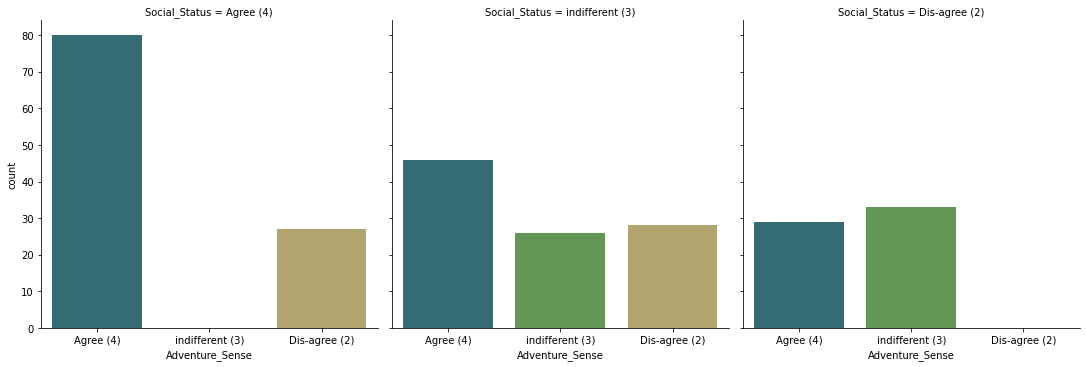 Social_Status = Agree (4)
Social_Status = indifferent (3)
Social_Status = Dis-agree (2)
80
70
60
50
40
30
20
10
0
count
Agree (4) indifferent (3) Dis-agree (2)
Adventure_Sense
Agree (4) indifferent (3) Dis-agree (2)
Adventure_Sense
Agree (4) indifferent (3) Dis-agree (2)
Adventure_Sense